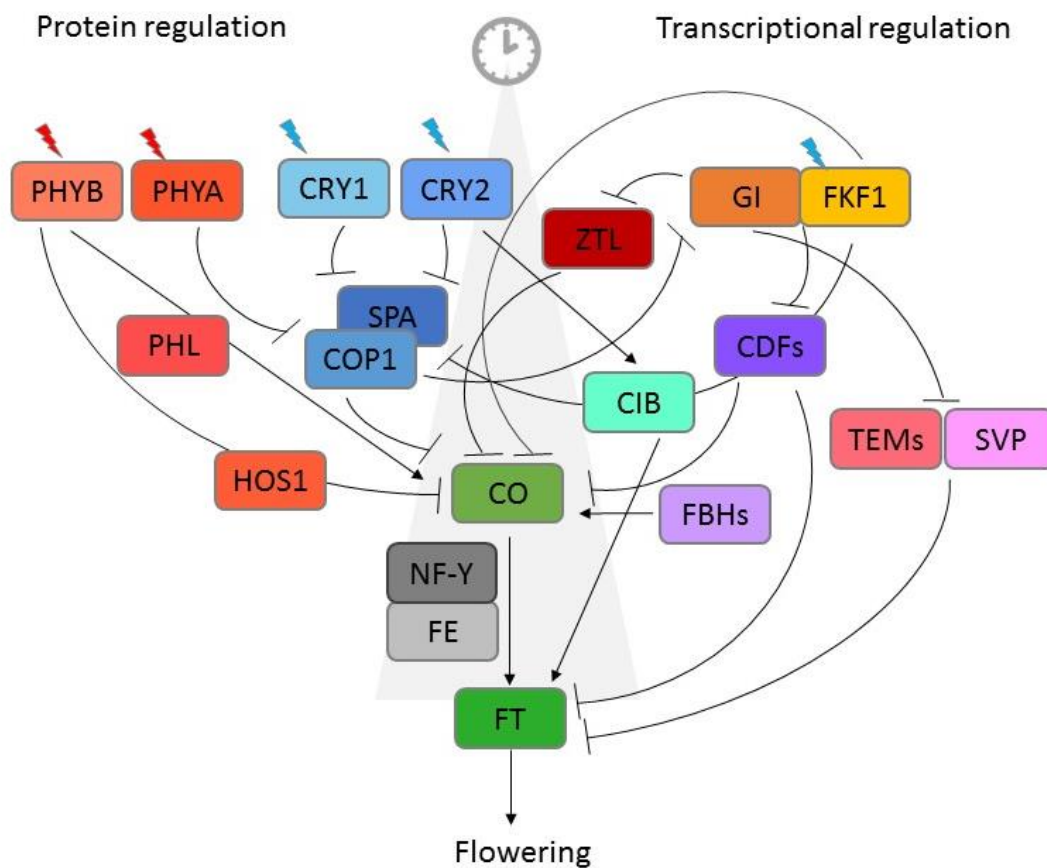 Protein regulation
Transcriptional regulation
PHYB
PHYA
CRY1
CRY2
GI
FKF1
ZTL
SPA
PHL
COP1
CDFs
CIB
TEMs
SVP
HOS1
CO
FBHs
NF-Y
FE
FT
Flowering